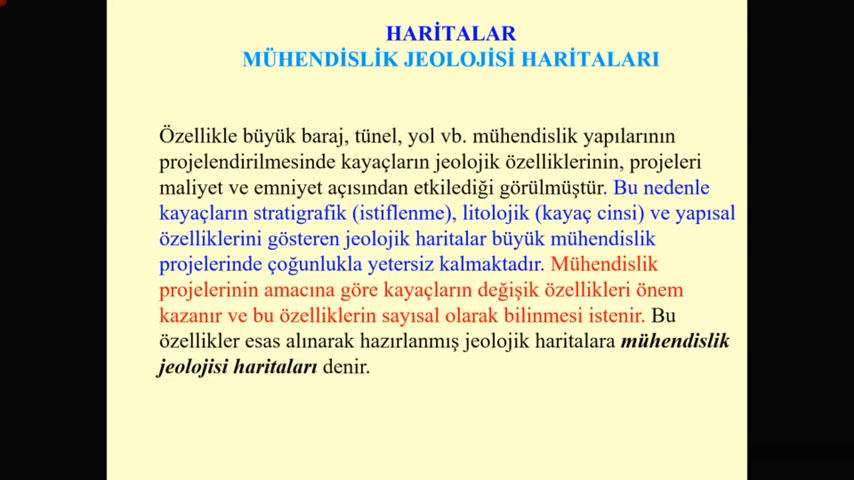 HARİTALAR
MÜHENDİSLİK JEOLOJİSİ HARİTALARI
Özellikle büyük baraj, tünel, yol vb. mühendislik yapılarının
projelendirilmesinde kayaçların jeolojik özelliklerinin, projeleri
maliyet ve emniyet açısından etkilediği görülmüştür. Bu nedenle
kayaçların stratigrafik (istiflenme), litolojik (kayaç cinsi) ve yapısal
özelliklerini gösteren jeolojik haritalar büyük mühendislik
projelerinde çoğunlukla yetersiz kalmaktadır. Mühendislik
projelerinin amacına göre kayaçların değişik özellikleri önem
kazanır ve bu özelliklerin sayısal olarak bilinmesi istenir. Bu
özellikler esas alınarak hazırlanmış jeolojik haritalara mühendislik
jeolojisi haritaları denir.